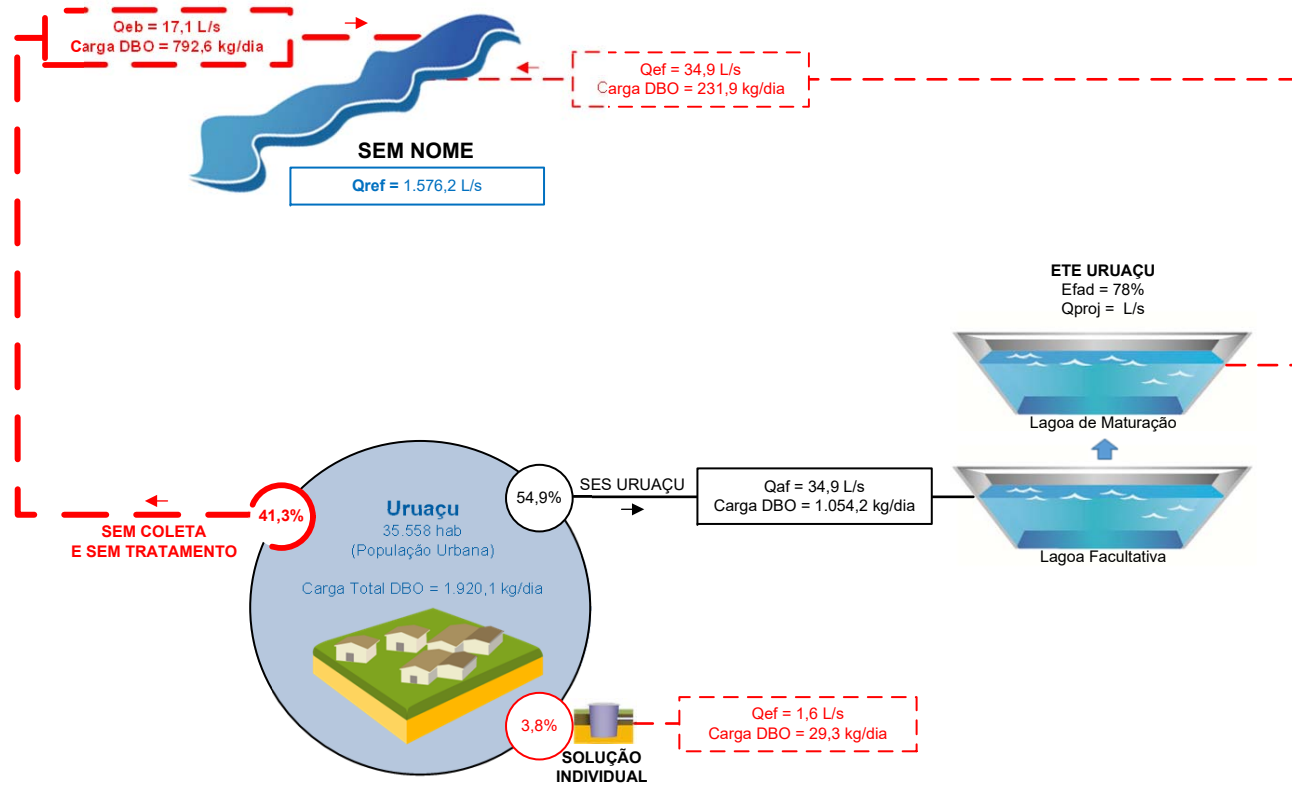 Qeb = 17,1 L/s
Carga DBO = 792,6 kg/dia
Qef = 34,9 L/s
Carga DBO = 231,9 kg/dia
SEM NOME
Qref = 1.576,2 L/s
ETE URUAÇU
Efad = 78%
Qproj = L/s
Lagoa de Maturação
54,9%
SES URUAÇU
Qaf = 34,9 L/s
Carga DBO = 1.054,2 kg/dia
Lagoa Facultativa
41,3%
SEM COLETA
E SEM TRATAMENTO
Uruaçu
35.558 hab
(População Urbana)
Carga Total DBO = 1.920,1 kg/dia
3,8%
SOLUÇÃO
INDIVIDUAL
Qef = 1,6 L/s
Carga DBO = 29,3 kg/dia